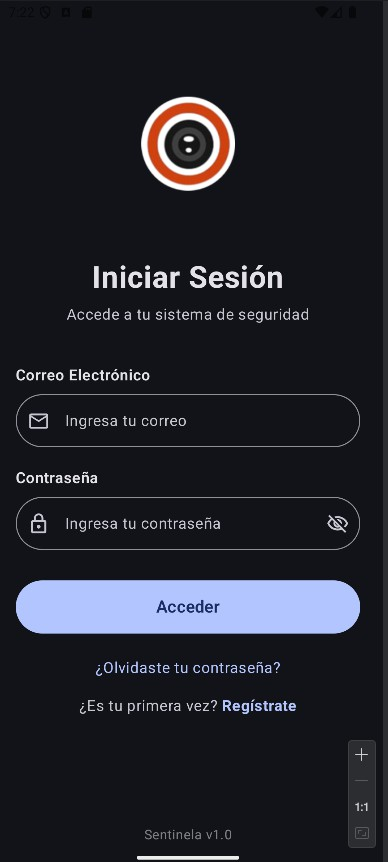 7:22
Iniciar Sesión
Accede a tu sistema de seguridad
Correo Electrónico
Ingresa tu correo
Contraseña
Ingresa tu contraseña
Acceder
¿Olvidaste tu contraseña?
¿Es tu primera vez? Regístrate
1:1
Sentinela v1.0